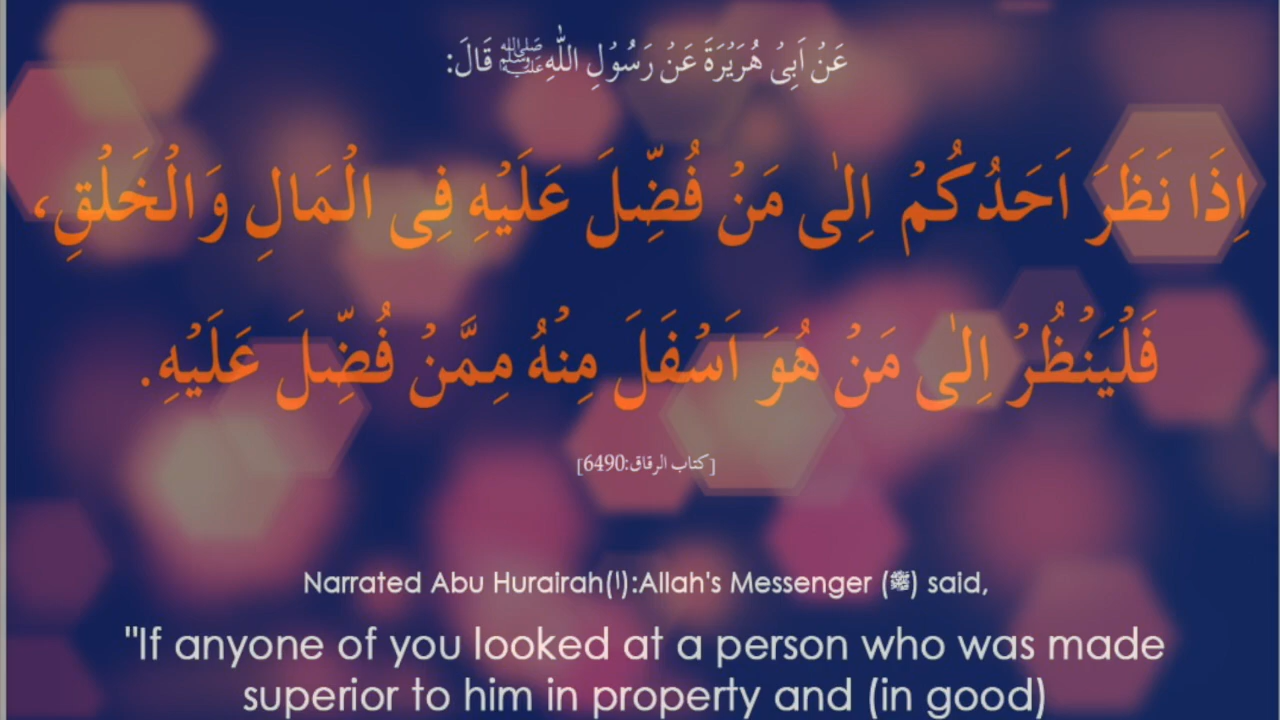 عَنْ اَبِىْ هُرَيْرَةَ عَنْ رَسُوْلِ اللّٰهِ ﷺ قَالَ:
اِذَا نَظَرَ اَحَدُكُمْ اِلٰى مَنْ فُضِّلَ عَلَيْهِ فِى الْمَالِ وَالْخَلْقِ،
فَلْيَنْظُرْ اِلٰى مَنْ هُوَ اَسْفَلَ مِنْهُ مِمَّنْ فُضِّلَ عَلَيْهِ.
[كتاب الرقاق:6490]
Narrated Abu Hurairah(ا):Allah's Messenger (ﷺ) said,
"If anyone of you looked at a person who was made
superior to him in property and (in good)